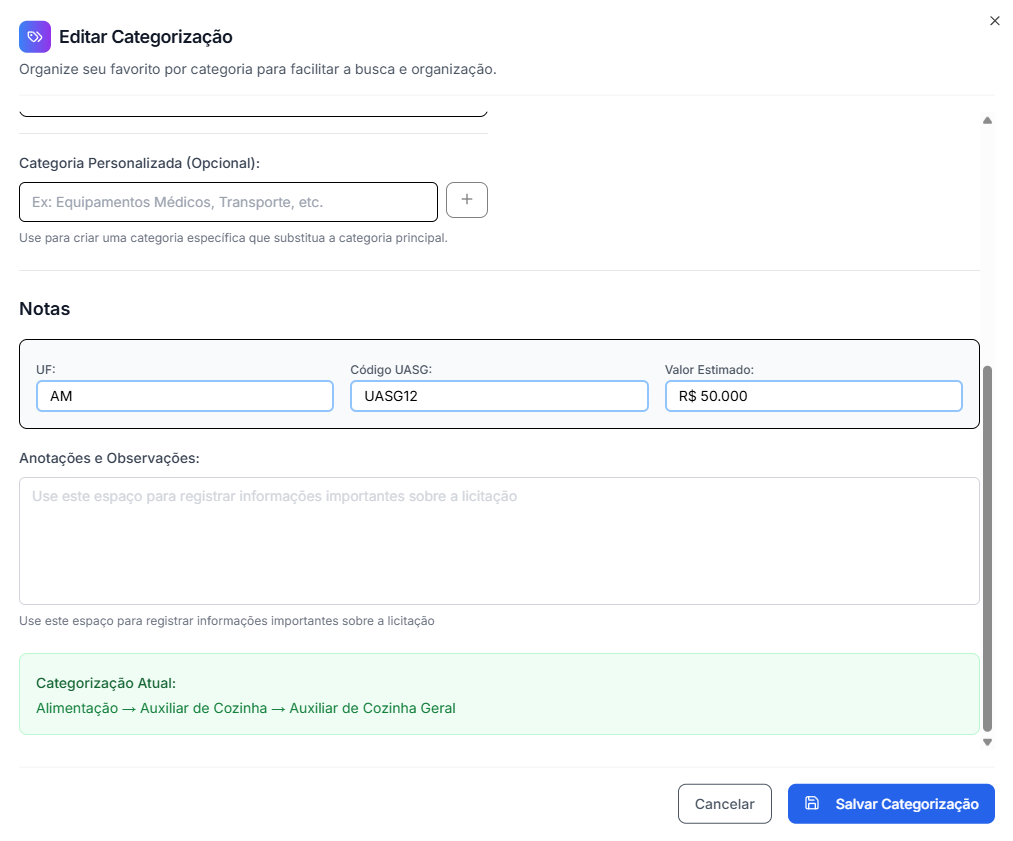 Editar Categorização
Organize seu favorito por categoria para facilitar a busca e organização.
Categoria Personalizada (Opcional):
Ex: Equipamentos Médicos, Transporte, etc.
Use para criar uma categoria específica que substitua a categoria principal.
Notas
UF: Código UASG: Valor Estimado:
AM UASG12 R$ 50.000
Anotações e Observações:
Use este espaço para registrar informações importantes sobre a licitação
Use este espaço para registrar informações importantes sobre a licitação
Categorização Atual:
Alimentação → Auxiliar de Cozinha → Auxiliar de Cozinha Geral
Cancelar Salvar Categorização